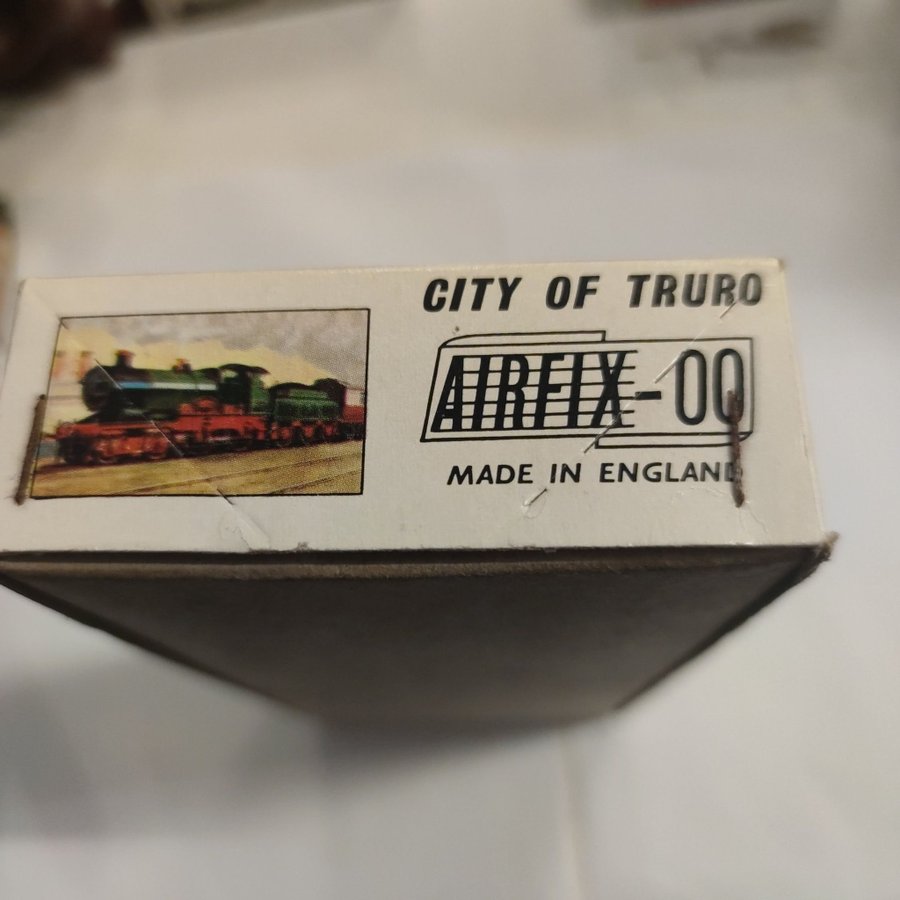 CITY OF TRURO
AIRFIX-00
MADE IN ENGLAND